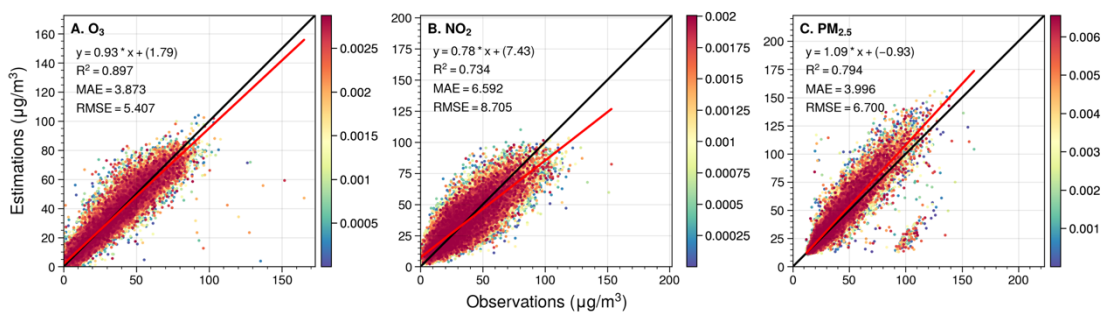 A. O₃
y = 0.93 * x + (1.79)
R² = 0.897
MAE = 3.873
RMSE = 5.407
Estimations (μg/m³)
160
140
120
100
80
60
40
20
0
0 50 100 150
0.0025
0.002
0.0015
0.001
0.0005
B. NO₂
y = 0.78 * x + (7.43)
R² = 0.734
MAE = 6.592
RMSE = 8.705
200
175
150
125
100
75
50
25
0
0 50 100 150 200
0.002
0.00175
0.0015
0.00125
0.001
0.00075
0.0005
0.00025
C. PM₂.₅
y = 1.09 * x + (−0.93)
R² = 0.794
MAE = 3.996
RMSE = 6.700
200
175
150
125
100
75
50
25
0
0 50 100 150 200
0.006
0.005
0.004
0.003
0.002
0.001
Observations (μg/m³)